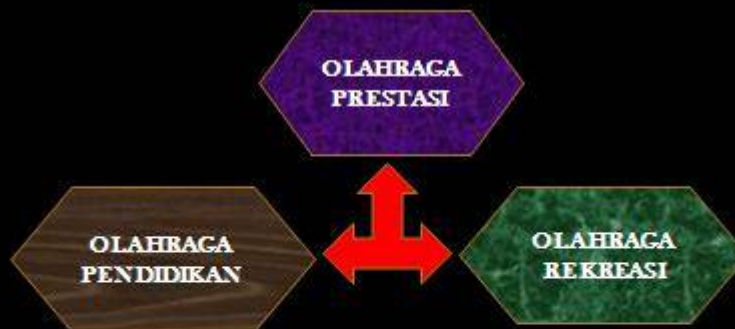 OLAHRAGA
PRESTASI
OLAHRAGA
PENDIDIKAN
OLAHRAGA
REKREASI